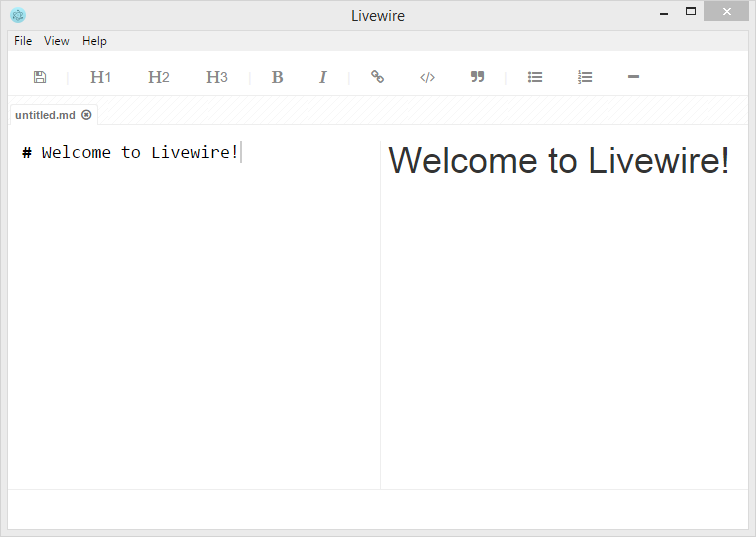 Livewire
File View Help
H1 H2 H3 B I </>
untitled.md
# Welcome to Livewire!
Welcome to Livewire!